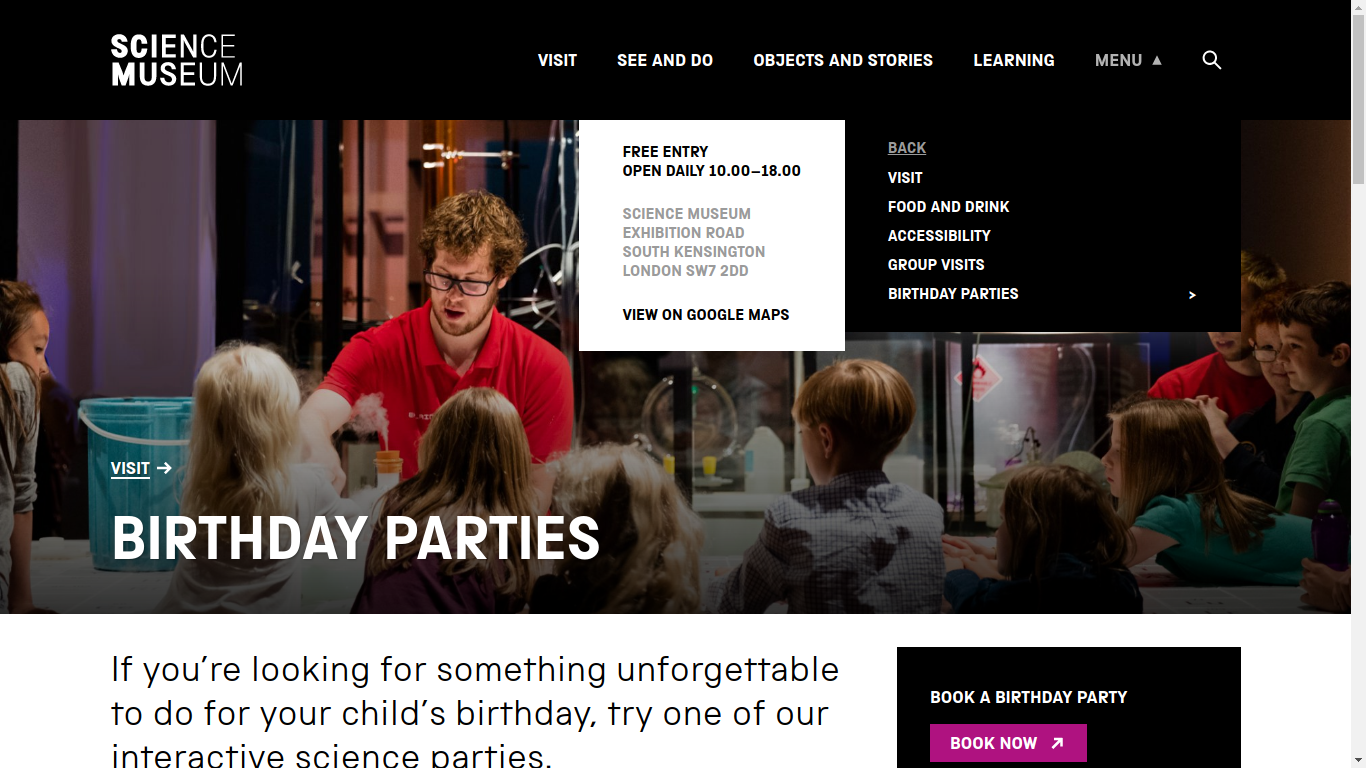 SCIENCE
MUSEUM
VISIT
SEE AND DO
OBJECTS AND STORIES
LEARNING
MENU ▲
FREE ENTRY
OPEN DAILY 10.00–18.00
SCIENCE MUSEUM
EXHIBITION ROAD
SOUTH KENSINGTON
LONDON SW7 2DD
VIEW ON GOOGLE MAPS
BACK
VISIT
FOOD AND DRINK
ACCESSIBILITY
GROUP VISITS
BIRTHDAY PARTIES >
VISIT →
BIRTHDAY PARTIES
If you’re looking for something unforgettable
to do for your child’s birthday, try one of our
interactive science parties.
BOOK A BIRTHDAY PARTY
BOOK NOW